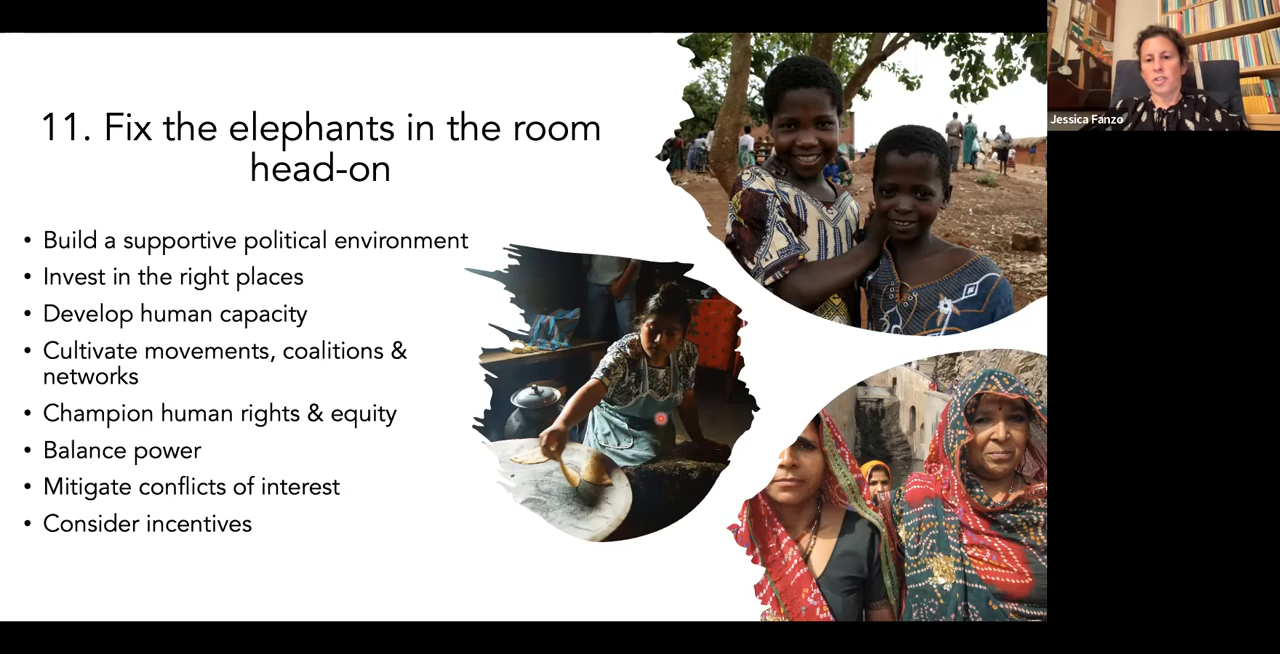 11. Fix the elephants in the room
head-on
• Build a supportive political environment
• Invest in the right places
• Develop human capacity
• Cultivate movements, coalitions &
networks
• Champion human rights & equity
• Balance power
• Mitigate conflicts of interest
• Consider incentives
Jessica Fanzo